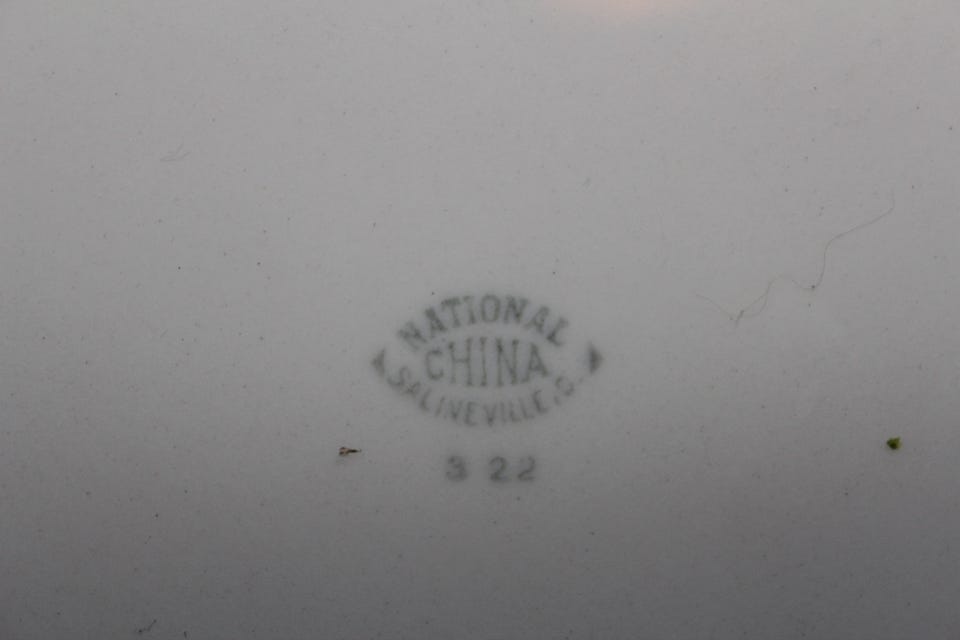 NATIONAL
CHINA
SALINEVILLE, O.
3 22